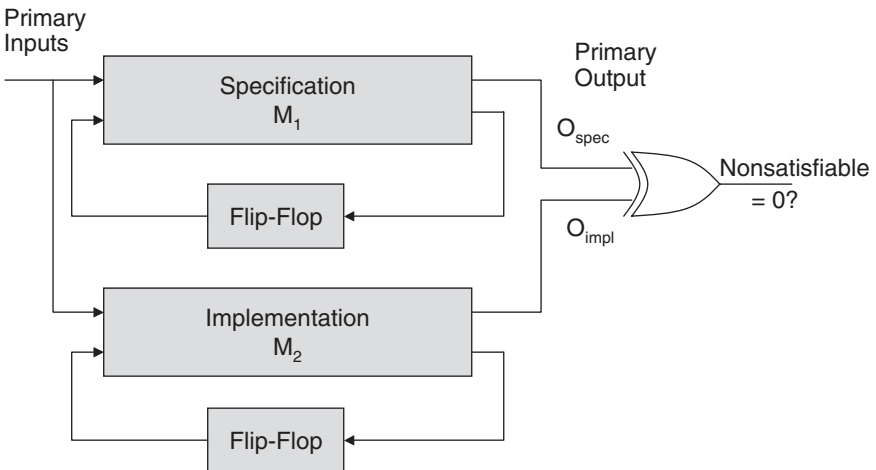 Primary
Inputs
Specification
M1
Primary
Output
Ospec
Flip-Flop
Nonsatisfiable
= 0?
Oimpl
Implementation
M2
Flip-Flop